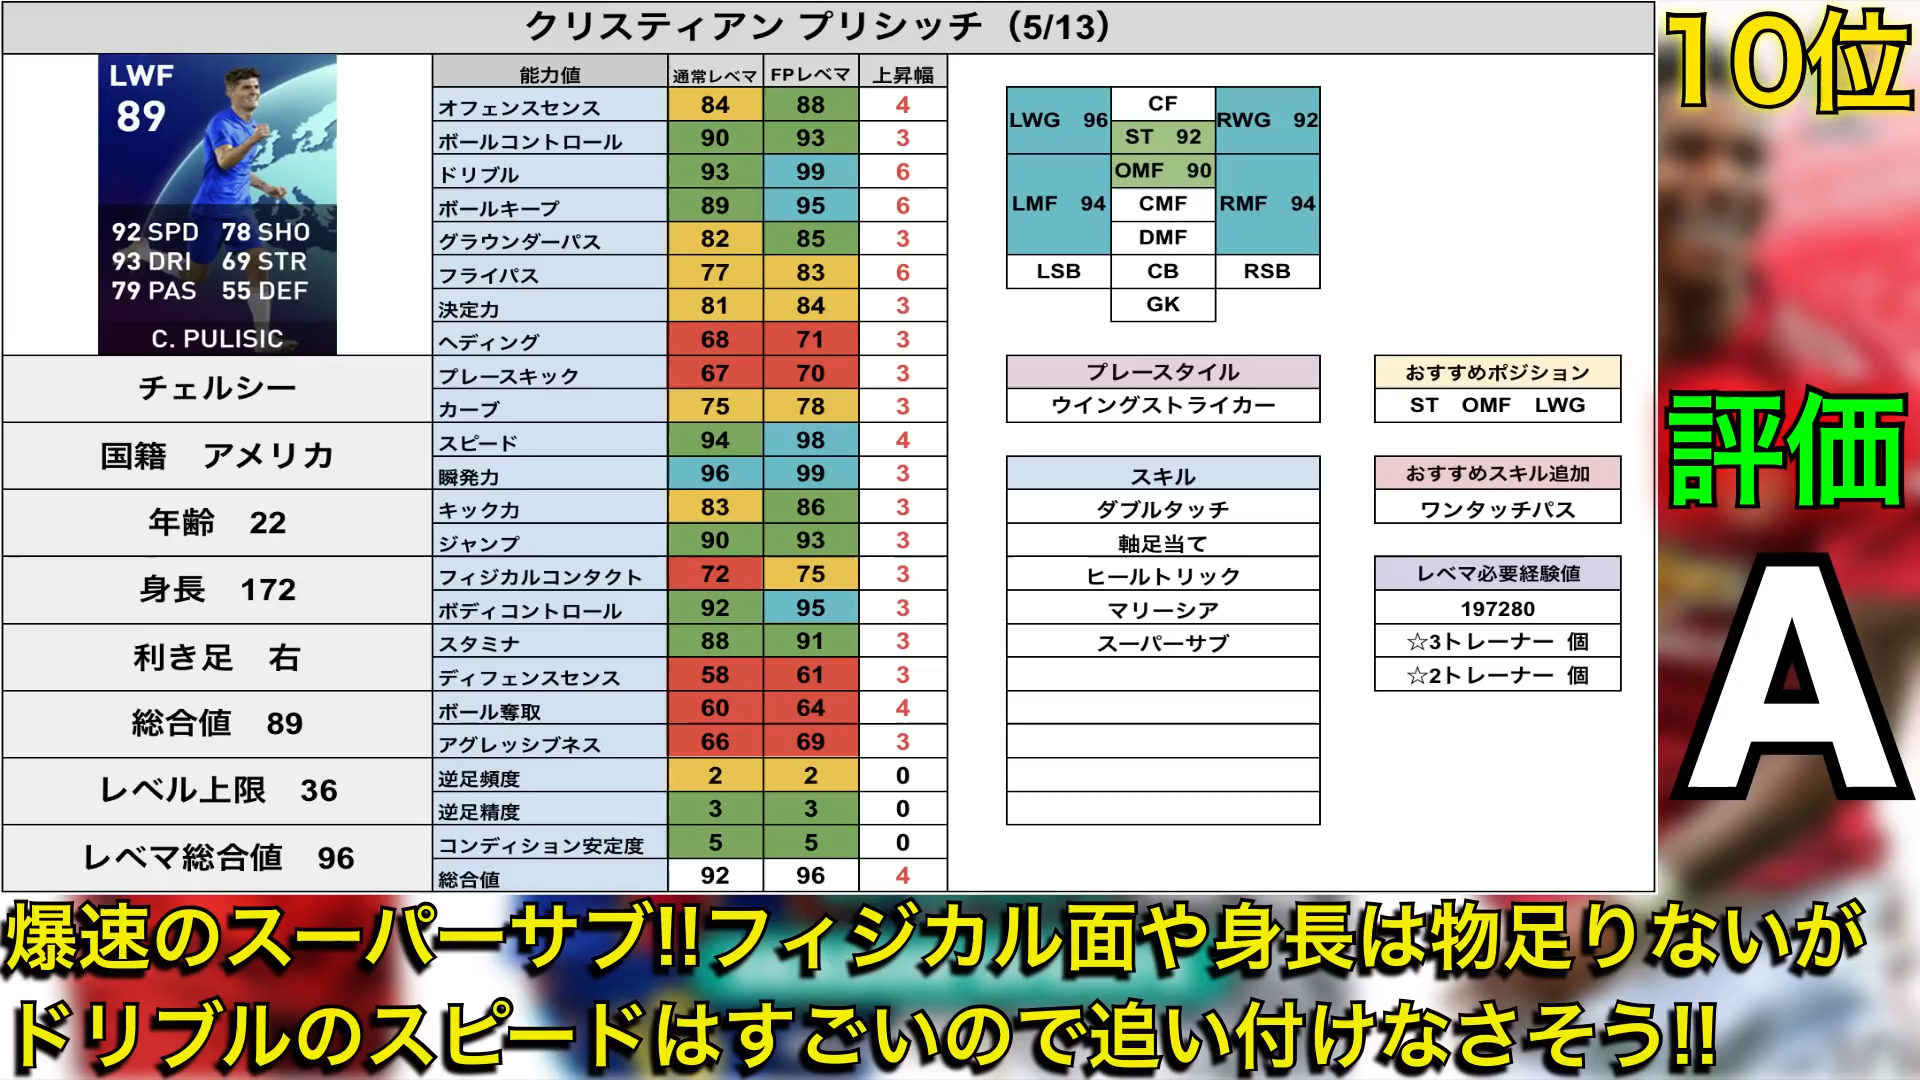 クリスティアン プリシッチ（5/13）
10位
LWF
89
92 SPD 78 SHO
93 DRI 69 STR
79 PAS 55 DEF
C. PULISIC
チェルシー
国籍 アメリカ
年齢 22
身長 172
利き足 右
総合値 89
レベル上限 36
レベマ総合値 96
能力値 通常レベマ FPレベマ 上昇幅
オフェンスセンス 84 88 4
ボールコントロール 90 93 3
ドリブル 93 99 6
ボールキープ 89 95 6
グラウンダーパス 82 85 3
フライパス 77 83 6
決定力 81 84 3
ヘディング 68 71 3
プレースキック 67 70 3
カーブ 75 78 3
スピード 94 98 4
瞬発力 96 99 3
キック力 83 86 3
ジャンプ 90 93 3
フィジカルコンタクト 72 75 3
ボディコントロール 92 95 3
スタミナ 88 91 3
ディフェンスセンス 58 61 3
ボール奪取 60 64 4
アグレッシブネス 66 69 3
逆足頻度 2 2 0
逆足精度 3 3 0
コンディション安定度 5 5 0
総合値 92 96 4
CF
LWG 96 RWG 92
ST 92
OMF 90
LMF 94 CMF RMF 94
DMF
LSB CB RSB
GK
プレースタイル
ウイングストライカー
スキル
ダブルタッチ
軸足当て
ヒールトリック
マリーシア
スーパーサブ
おすすめポジション
ST OMF LWG
おすすめスキル追加
ワンタッチパス
レベマ必要経験値
197280
☆3トレーナー 個
☆2トレーナー 個
評価
A
爆速のスーパーサブ!!フィジカル面や身長は物足りないが
ドリブルのスピードはすごいので追い付けなさそう!!